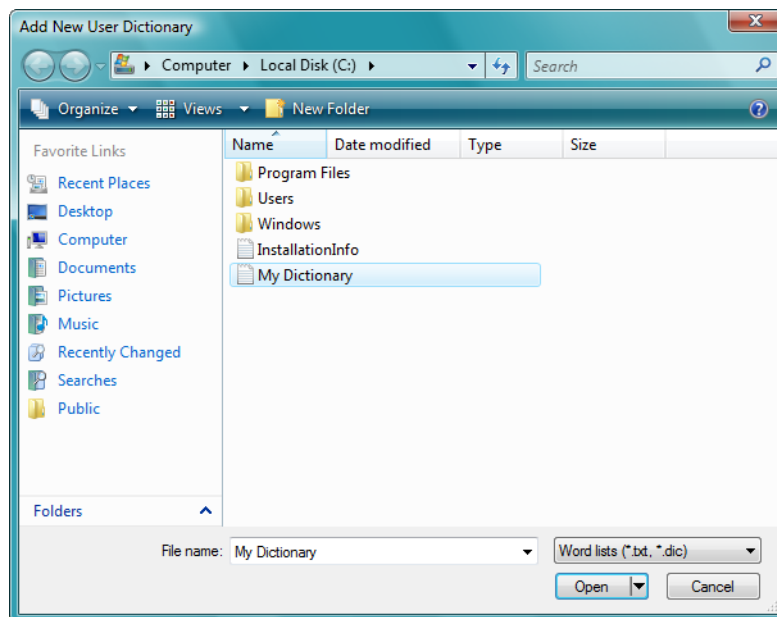 Add New User Dictionary
Computer Local Disk (C:) Search
Organize Views New Folder
Favorite Links
Recent Places
Desktop
Computer
Documents
Pictures
Music
Recently Changed
Searches
Public
Folders
Name Date modified Type Size
Program Files
Users
Windows
InstallationInfo
My Dictionary
File name: My Dictionary Word lists (*.txt, *.dic)
Open Cancel